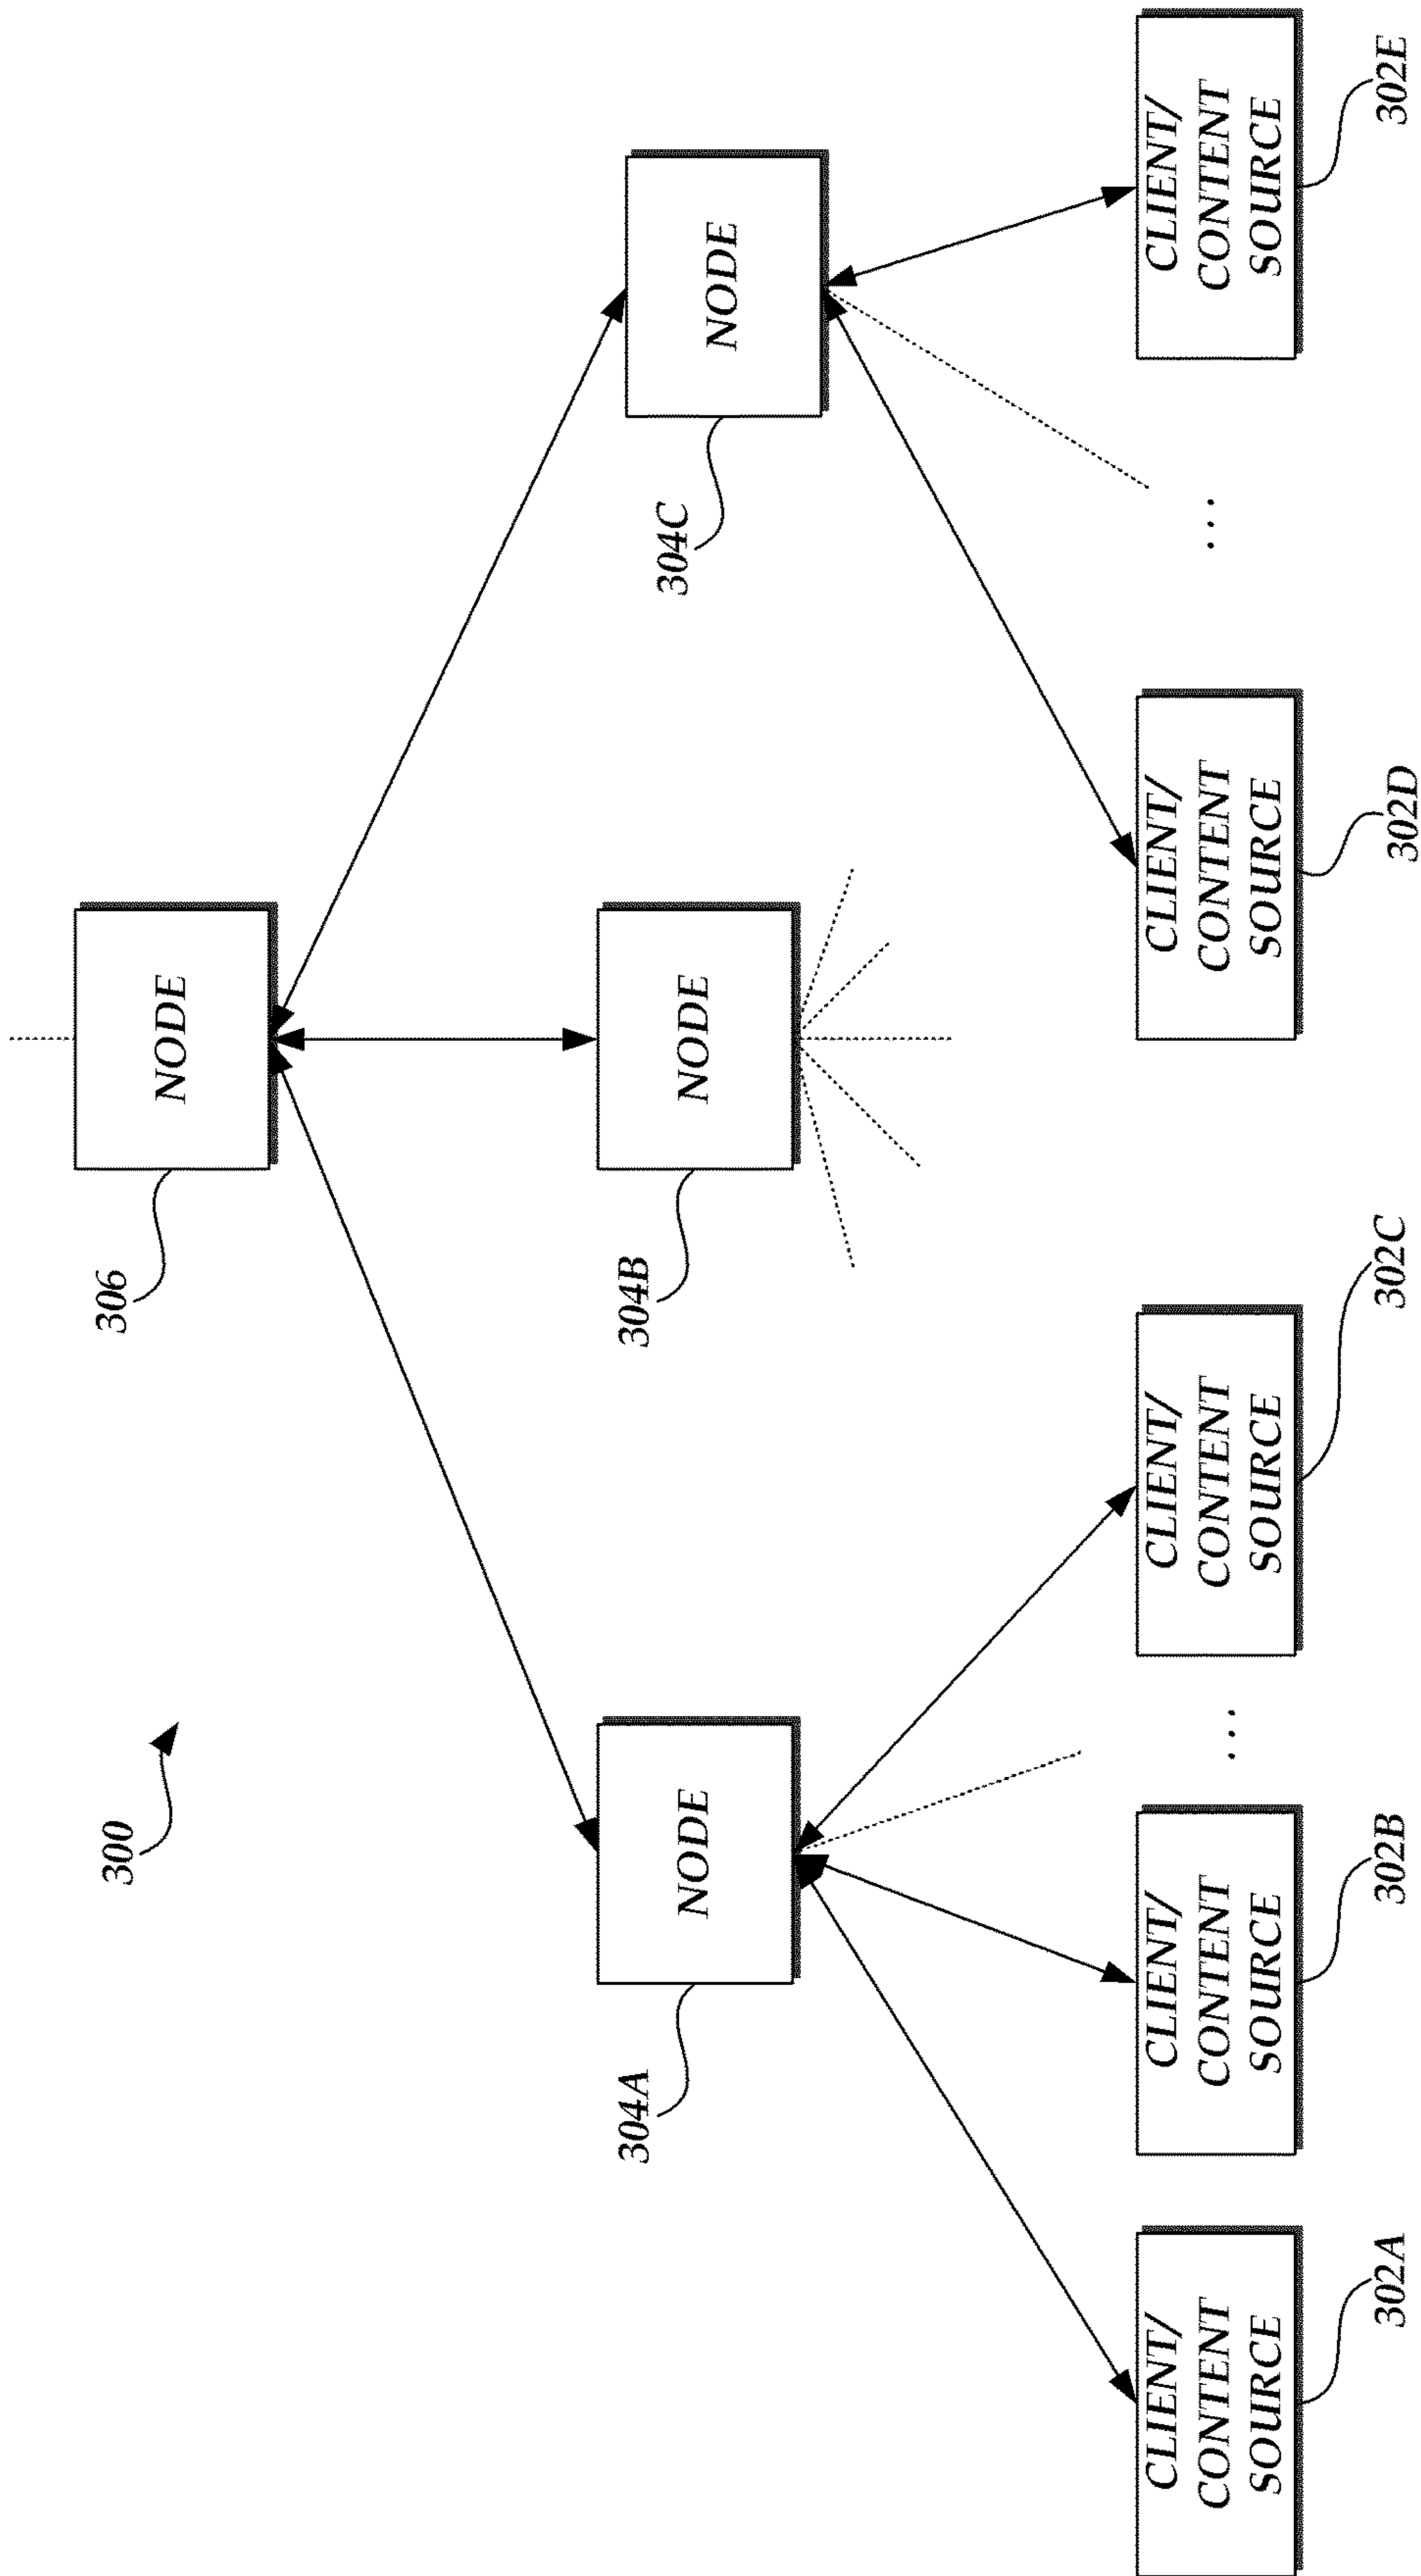 300
306
NODE
304A
NODE
304B
NODE
304C
NODE
CLIENT/
CONTENT
SOURCE
302A
CLIENT/
CONTENT
SOURCE
302B
...
CLIENT/
CONTENT
SOURCE
302C
CLIENT/
CONTENT
SOURCE
302D
...
CLIENT/
CONTENT
SOURCE
302E